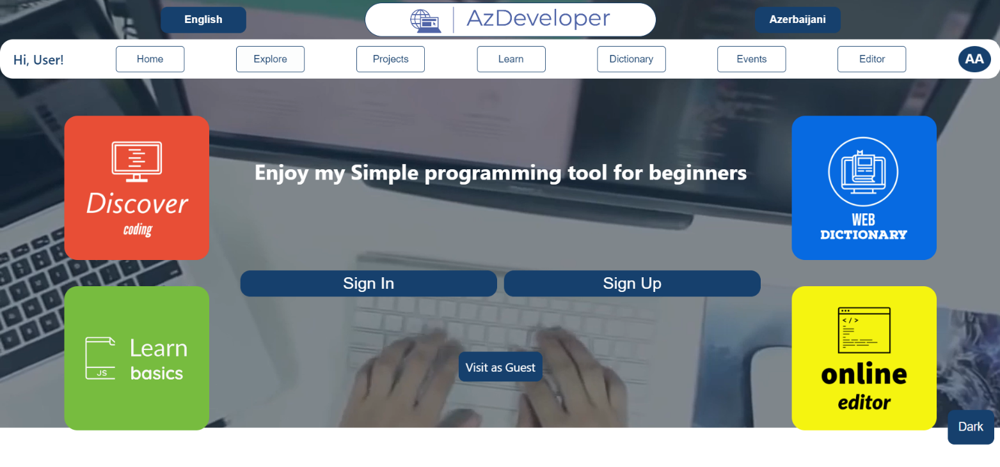 English
AzDeveloper
Azerbaijani
Hi, User!
Home
Explore
Projects
Learn
Dictionary
Events
Editor
AA
Discover
coding
Enjoy my Simple programming tool for beginners
WEB
DICTIONARY
Sign In
Sign Up
Learn
basics
JS
Visit as Guest
</>
online
editor
Dark